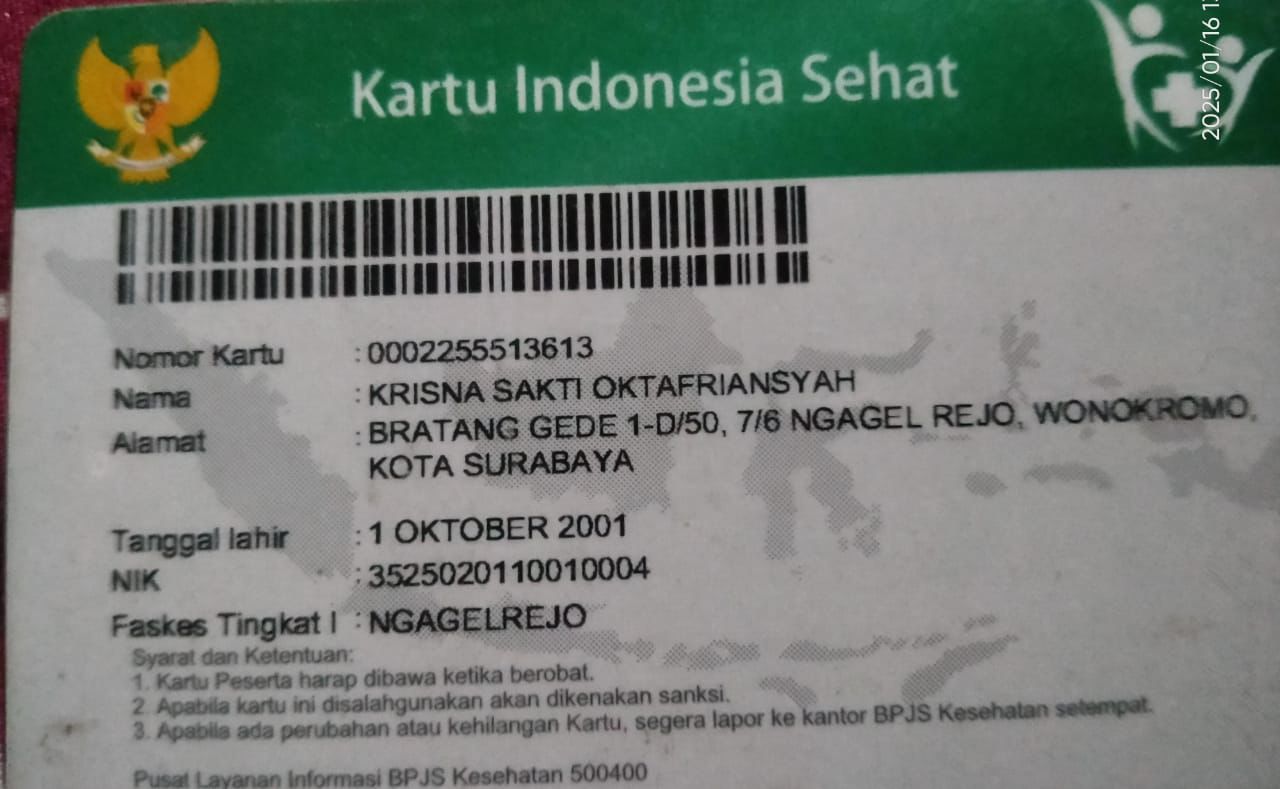 Kartu Indonesia Sehat
2025/01/16
Nomor Kartu : 0002255513613
Nama : KRISNA SAKTI OKTAFRIANSYAH
Alamat : BRATANG GEDE 1-D/50, 7/6 NGAGEL REJO, WONOKROMO,
KOTA SURABAYA
Tanggal lahir : 1 OKTOBER 2001
NIK : 3525020110010004
Faskes Tingkat I : NGAGELREJO
Syarat dan Ketentuan:
1. Kartu Peserta harap dibawa ketika berobat.
2. Apabila kartu ini disalahgunakan akan dikenakan sanksi.
3. Apabila ada perubahan atau kehilangan Kartu, segera lapor ke kantor BPJS Kesehatan setempat.
Pusat Layanan Informasi BPJS Kesehatan 500400